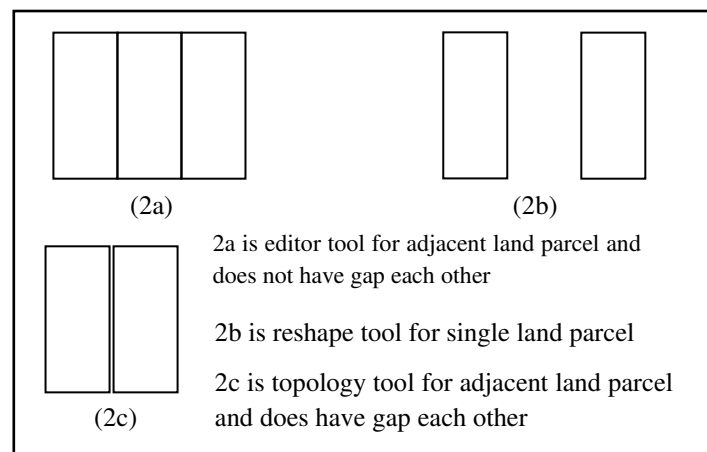 (2a)
(2b)
2a is editor tool for adjacent land parcel and
does not have gap each other
2b is reshape tool for single land parcel
2c is topology tool for adjacent land parcel
and does have gap each other
(2c)